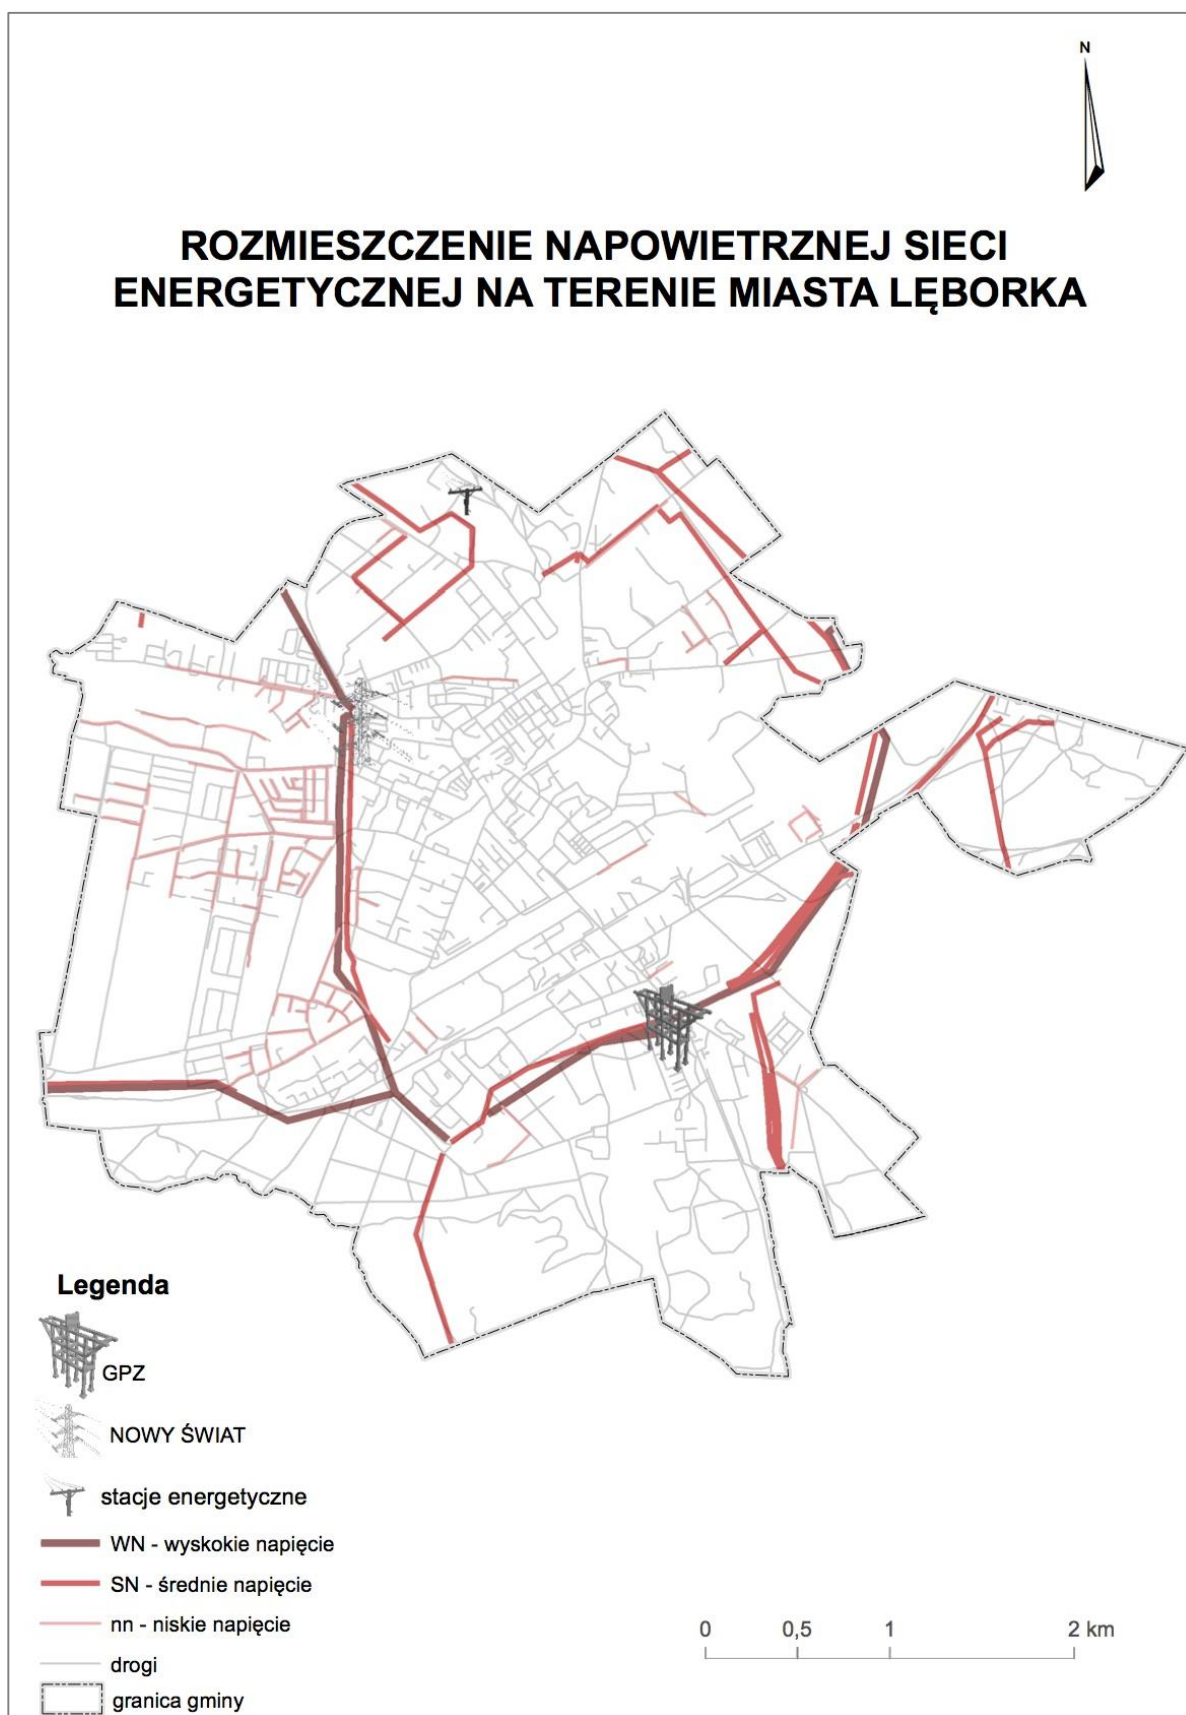 N
ROZMIESZCZENIE NAPOWIETRZNEJ SIECI
ENERGETYCZNEJ NA TERENIE MIASTA LĘBORKA
Legenda
GPZ
NOWY ŚWIAT
stacje energetyczne
WN - wyskokie napięcie
SN - średnie napięcie
nn - niskie napięcie
drogi
granica gminy
0 0,5 1 2 km